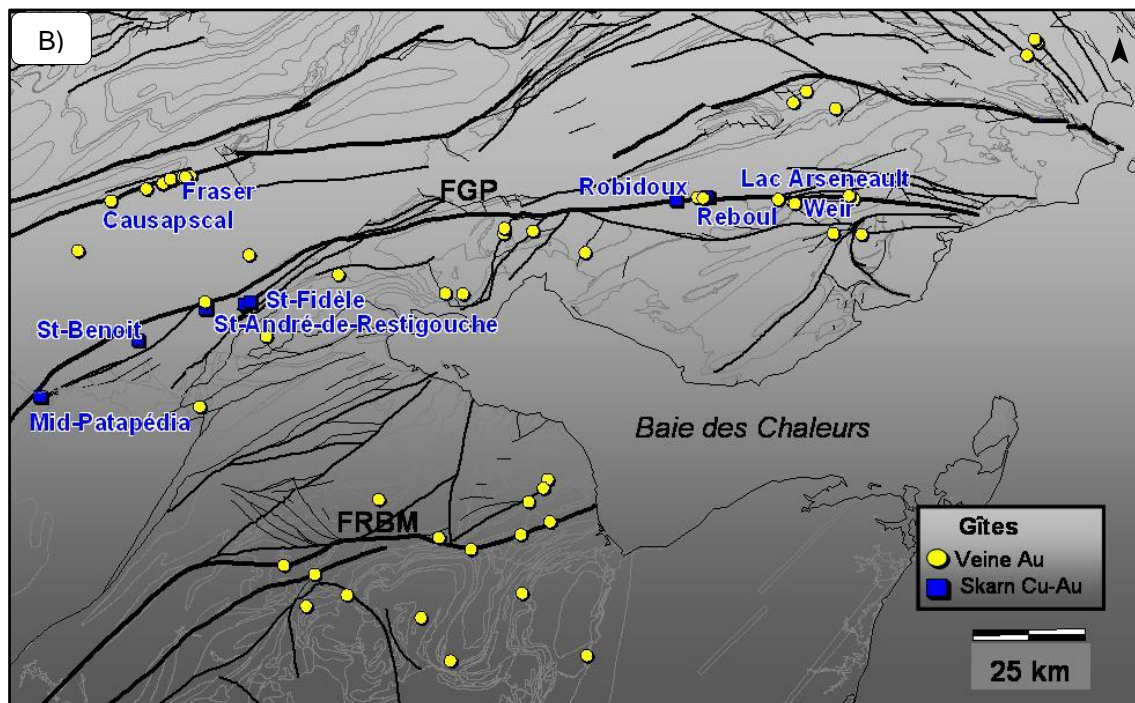 B)
N
Fraser
Causapscal
FGP
Robidoux
Lac Arseneault
Reboul
Weir
St-Fidèle
St-André-de-Restigouche
St-Benoit
Mid-Patapédia
Baie des Chaleurs
FRBM
Gîtes
Veine Au
Skarn Cu-Au
25 km